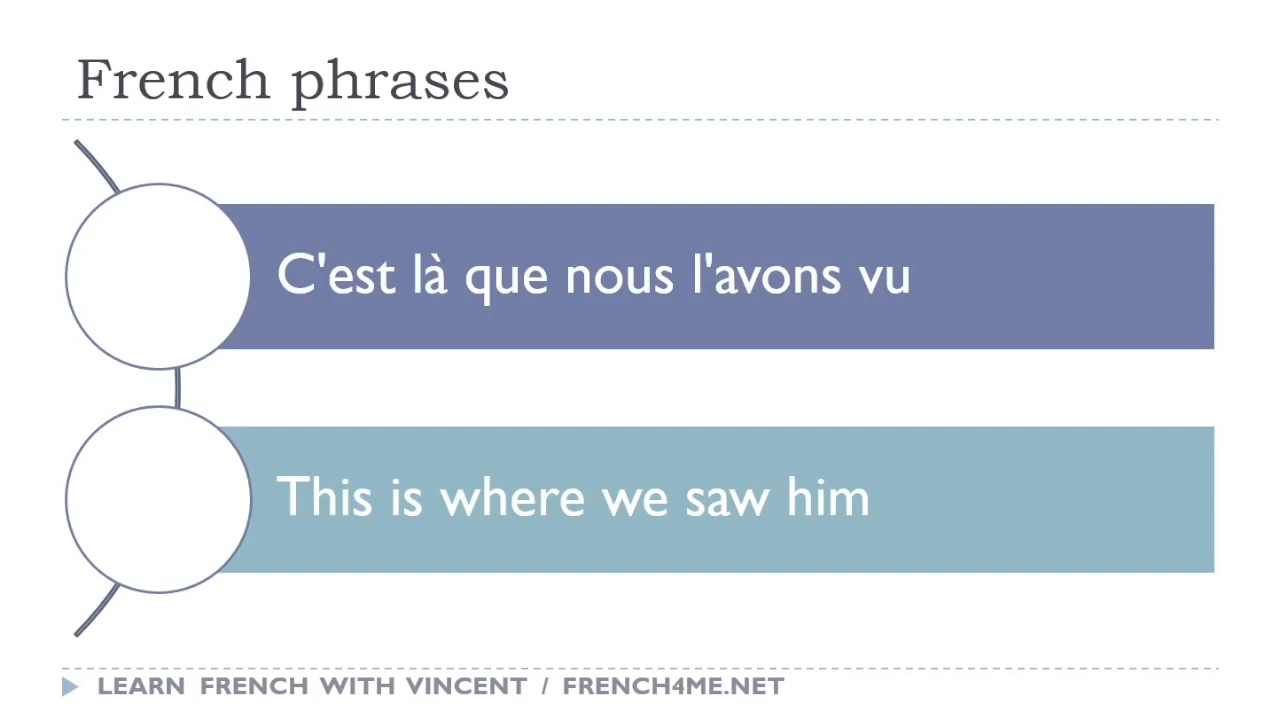 French phrases
C'est là que nous l'avons vu
This is where we saw him
LEARN FRENCH WITH VINCENT / FRENCH4ME.NET